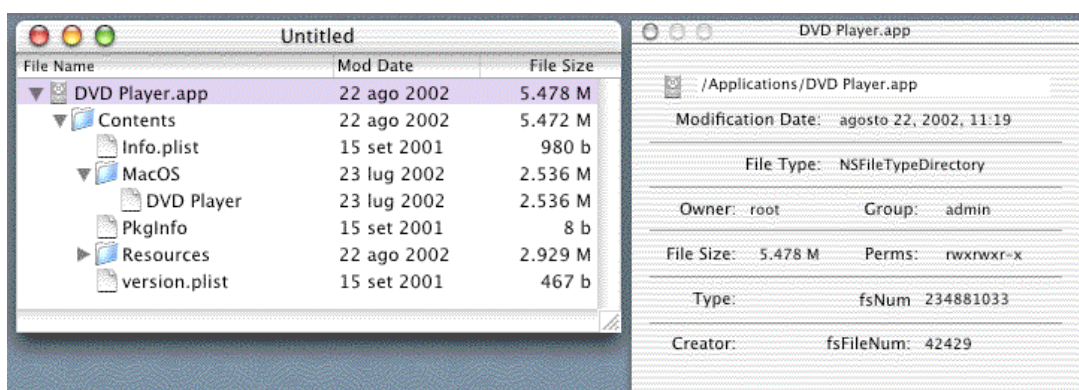 Untitled
File Name Mod Date File Size
DVD Player.app 22 ago 2002 5.478 M
Contents 22 ago 2002 5.472 M
Info.plist 15 set 2001 980 b
MacOS 23 lug 2002 2.536 M
DVD Player 23 lug 2002 2.536 M
PkgInfo 15 set 2001 8 b
Resources 22 ago 2002 2.929 M
version.plist 15 set 2001 467 b
DVD Player.app
/Applications/DVD Player.app
Modification Date: agosto 22, 2002, 11:19
File Type: NSFileTypeDirectory
Owner: root Group: admin
File Size: 5.478 M Perms: rwxrwxr-x
Type: fsNum 234881033
Creator: fsFileNum: 42429